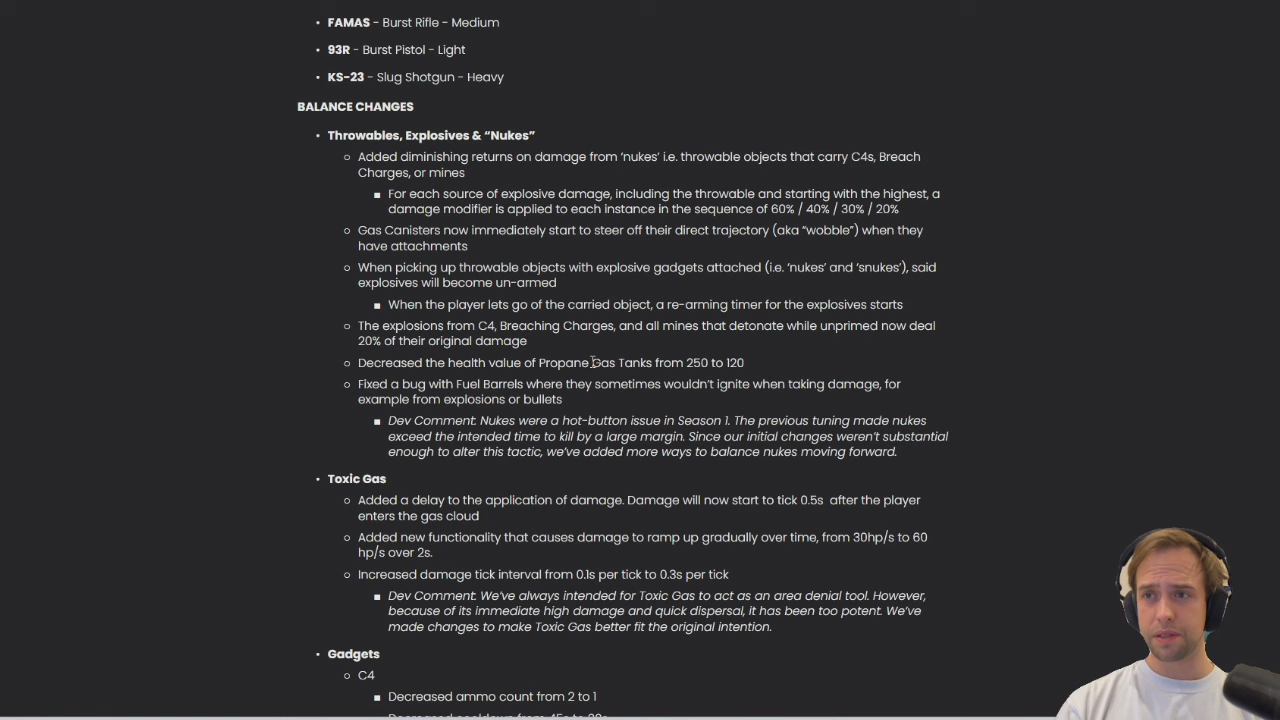 • FAMAS - Burst Rifle - Medium
• 93R - Burst Pistol - Light
• KS-23 - Slug Shotgun - Heavy
BALANCE CHANGES
• Throwables, Explosives & “Nukes”
○ Added diminishing returns on damage from ‘nukes’ i.e. throwable objects that carry C4s, Breach
Charges, or mines
■ For each source of explosive damage, including the throwable and starting with the highest, a
damage modifier is applied to each instance in the sequence of 60% / 40% / 30% / 20%
○ Gas Canisters now immediately start to steer off their direct trajectory (aka “wobble”) when they
have attachments
○ When picking up throwable objects with explosive gadgets attached (i.e. ‘nukes’ and ‘snukes’), said
explosives will become un-armed
■ When the player lets go of the carried object, a re-arming timer for the explosives starts
○ The explosions from C4, Breaching Charges, and all mines that detonate while unprimed now deal
20% of their original damage
○ Decreased the health value of Propane Gas Tanks from 250 to 120
○ Fixed a bug with Fuel Barrels where they sometimes wouldn’t ignite when taking damage, for
example from explosions or bullets
■ Dev Comment: Nukes were a hot-button issue in Season 1. The previous tuning made nukes
exceed the intended time to kill by a large margin. Since our initial changes weren’t substantial
enough to alter this tactic, we’ve added more ways to balance nukes moving forward.
• Toxic Gas
○ Added a delay to the application of damage. Damage will now start to tick 0.5s after the player
enters the gas cloud
○ Added new functionality that causes damage to ramp up gradually over time, from 30hp/s to 60
hp/s over 2s.
○ Increased damage tick interval from 0.1s per tick to 0.3s per tick
■ Dev Comment: We’ve always intended for Toxic Gas to act as an area denial tool. However,
because of its immediate high damage and quick dispersal, it has been too potent. We’ve
made changes to make Toxic Gas better fit the original intention.
• Gadgets
○ C4
■ Decreased ammo count from 2 to 1